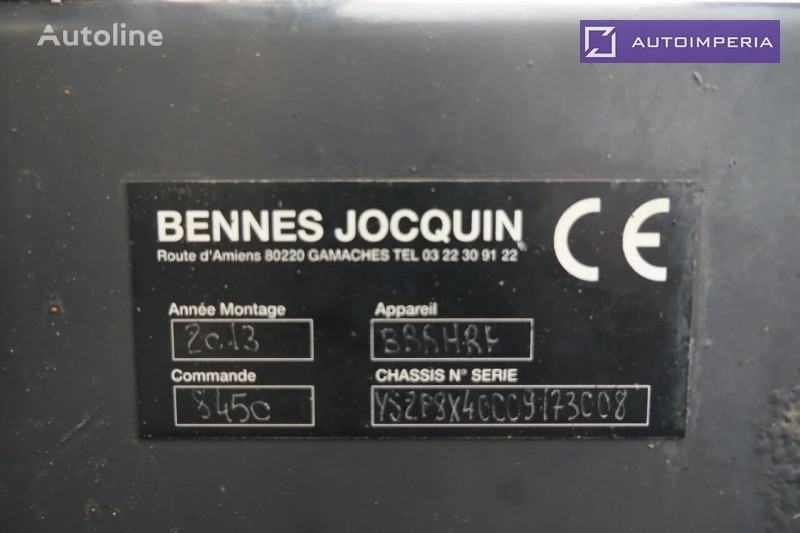 Autoline
AUTOIMPERIA
BENNES JOCQUIN
CE
Route d'Amiens 80220 GAMACHES TEL 03 22 30 91 22
Année Montage
Appareil
2013
Commande
CHASSIS N° SERIE
8450
YS2P8X40009173008